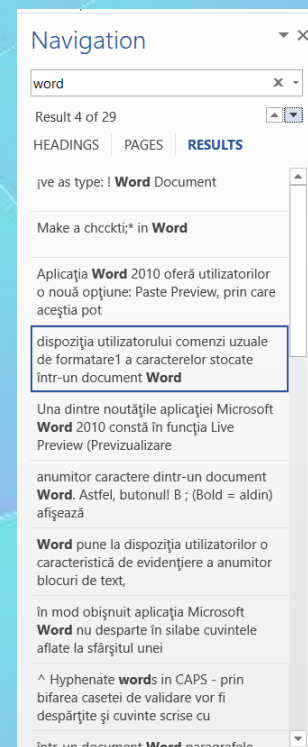 Navigation
word
Result 4 of 29
HEADINGS PAGES RESULTS
¡ve as type: ! Word Document
Make a chcckti;* in Word
Aplicaţia Word 2010 oferă utilizatorilor
o nouă opţiune: Paste Preview, prin care
aceştia pot
dispoziţia utilizatorului comenzi uzuale
de formatare1 a caracterelor stocate
într-un document Word
Una dintre noutăţile aplicaţiei Microsoft
Word 2010 constă în funcţia Live
Preview (Previzualizare
anumitor caractere dintr-un document
Word. Astfel, butonul! B ; (Bold = aldin)
afişează
Word pune la dispoziţia utilizatorilor o
caracteristică de evidenţiere a anumitor
blocuri de text,
în mod obişnuit aplicaţia Microsoft
Word nu desparte în silabe cuvintele
aflate la sfârşitul unei
^ Hyphenate words in CAPS - prin
bifarea casetei de validare vor fi
despărţite şi cuvinte scrise cu
într-un document Word paragrafele